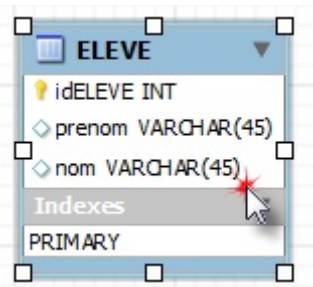 ELEVE
idELEVE INT
prenom VARCHAR(45)
nom VARCHAR(45)
Indexes
PRIMARY